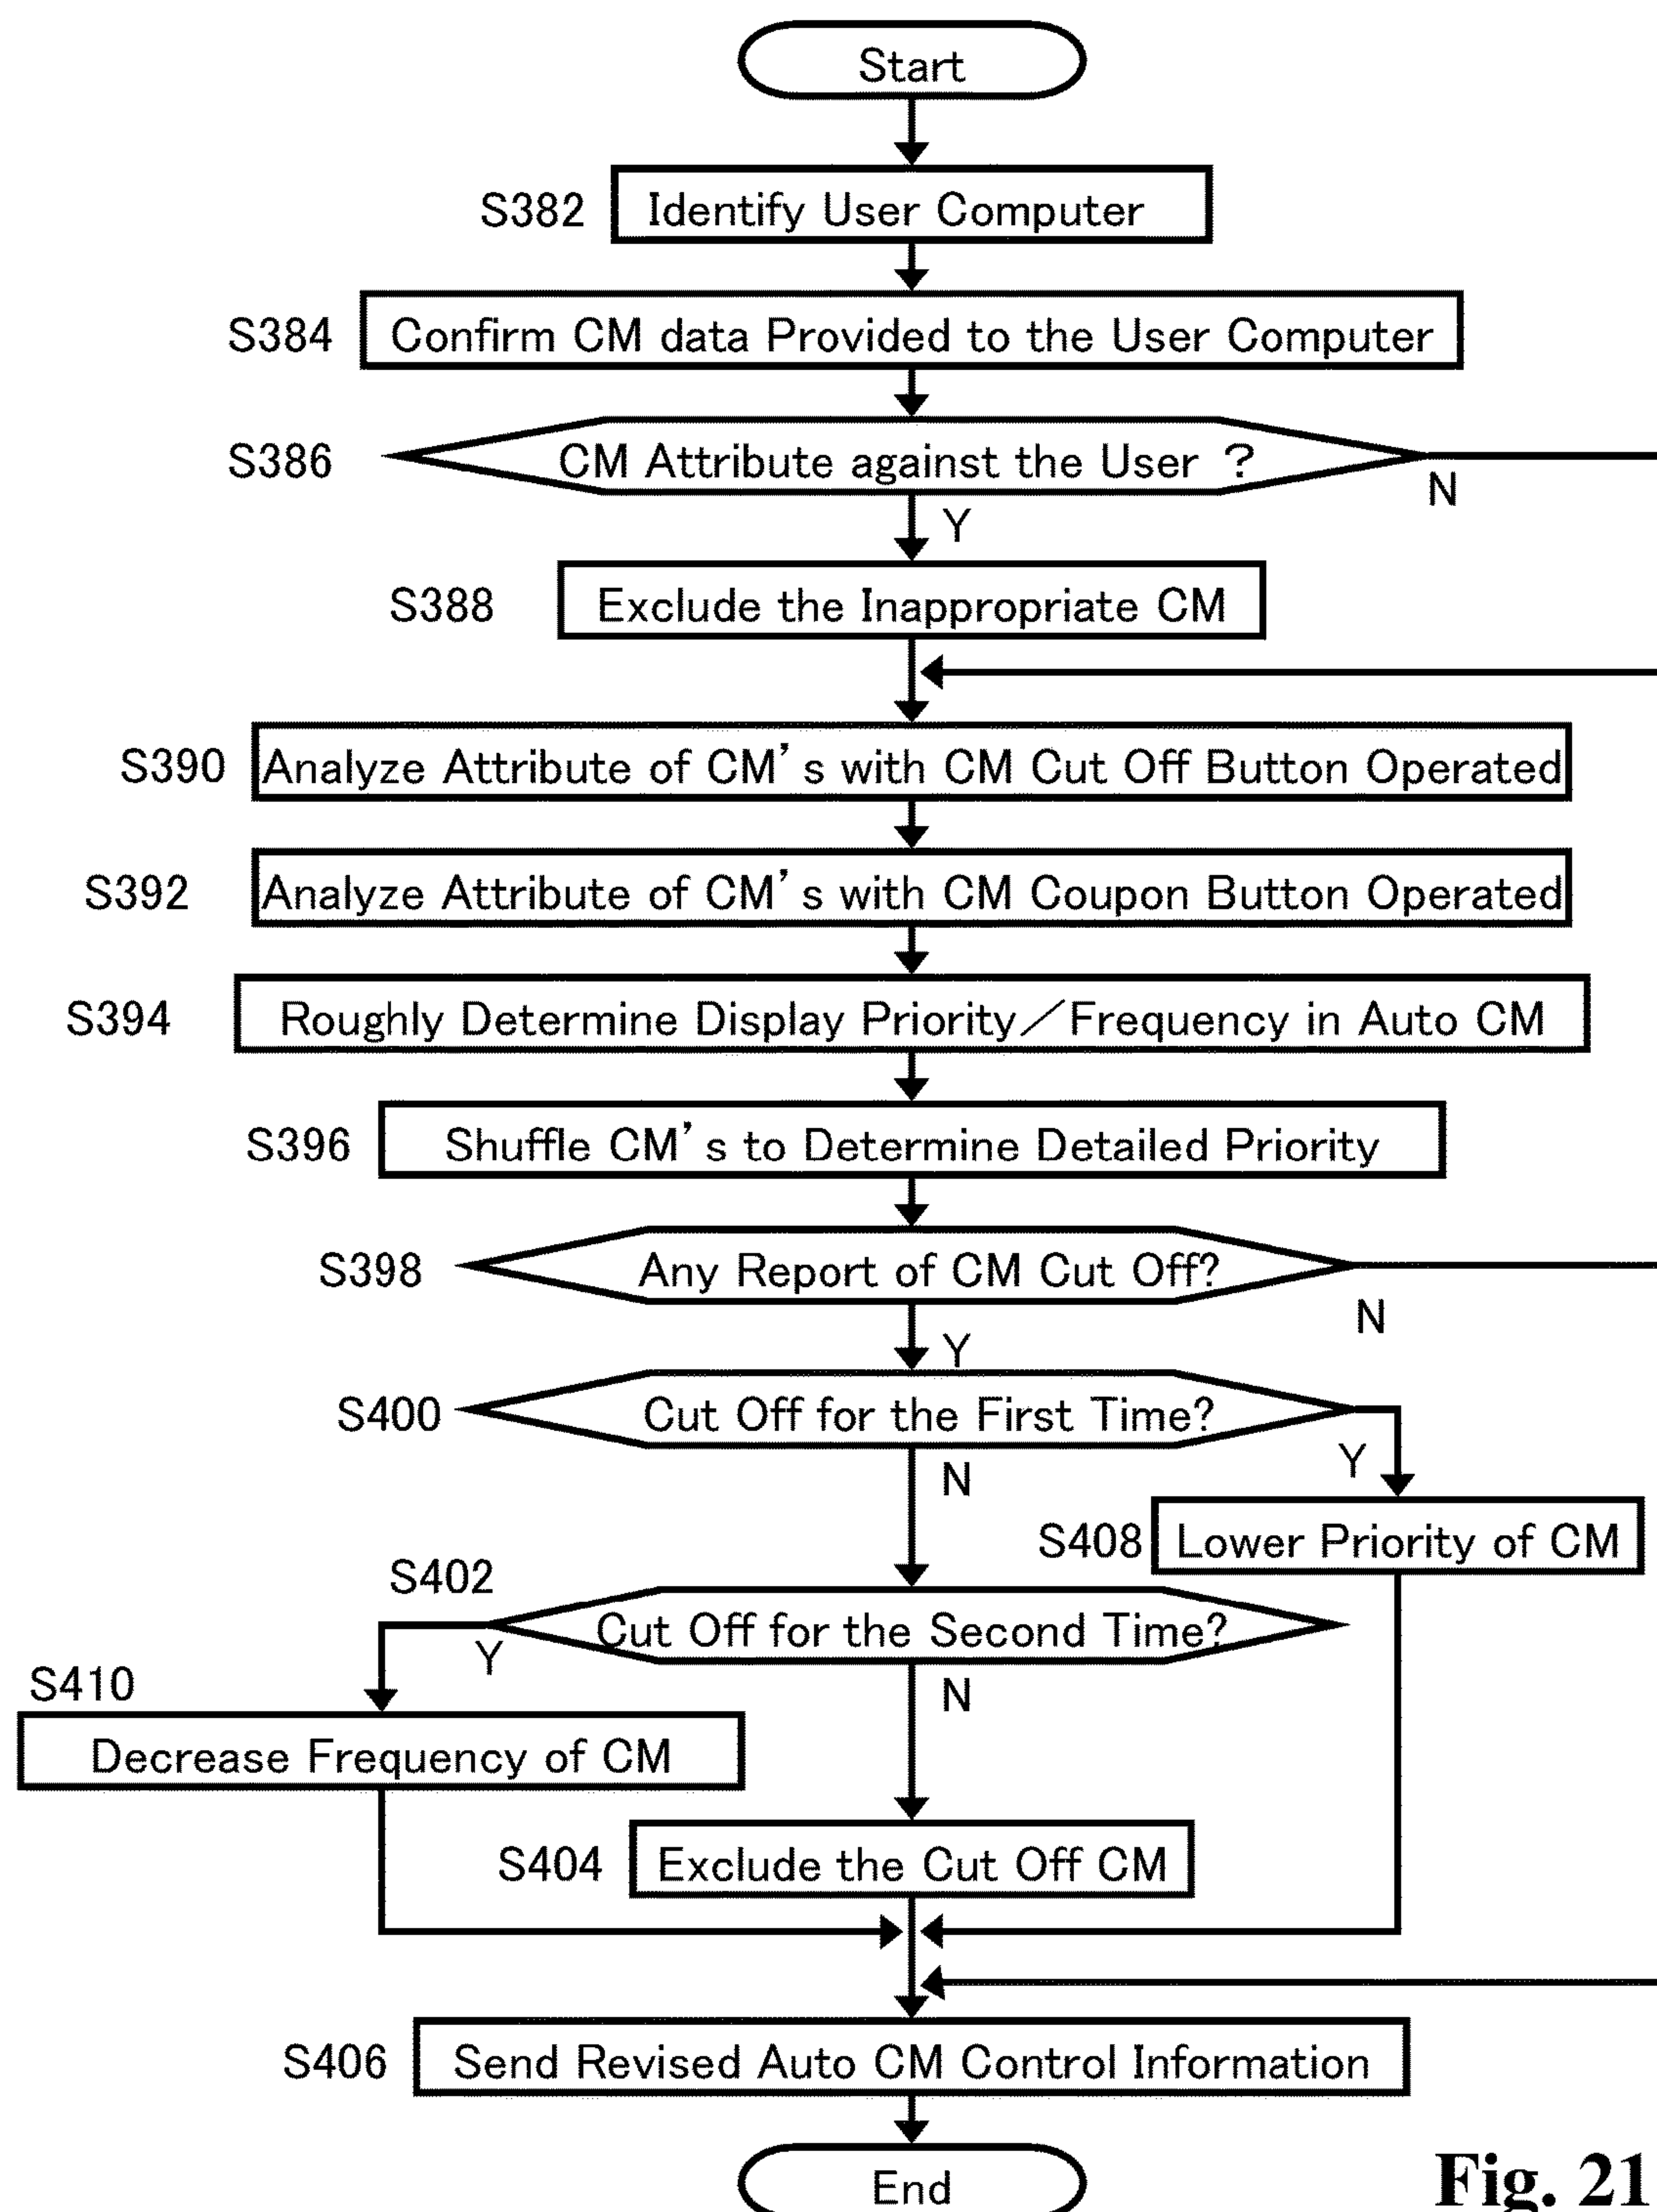 Start
S382 Identify User Computer
S384 Confirm CM data Provided to the User Computer
S386 CM Attribute against the User ?
N
Y
S388 Exclude the Inappropriate CM
S390 Analyze Attribute of CM's with CM Cut Off Button Operated
S392 Analyze Attribute of CM's with CM Coupon Button Operated
S394 Roughly Determine Display Priority/Frequency in Auto CM
S396 Shuffle CM's to Determine Detailed Priority
S398 Any Report of CM Cut Off?
N
Y
S400 Cut Off for the First Time?
Y
N
S408 Lower Priority of CM
S402 Cut Off for the Second Time?
Y
N
S410 Decrease Frequency of CM
S404 Exclude the Cut Off CM
S406 Send Revised Auto CM Control Information
End
Fig. 21